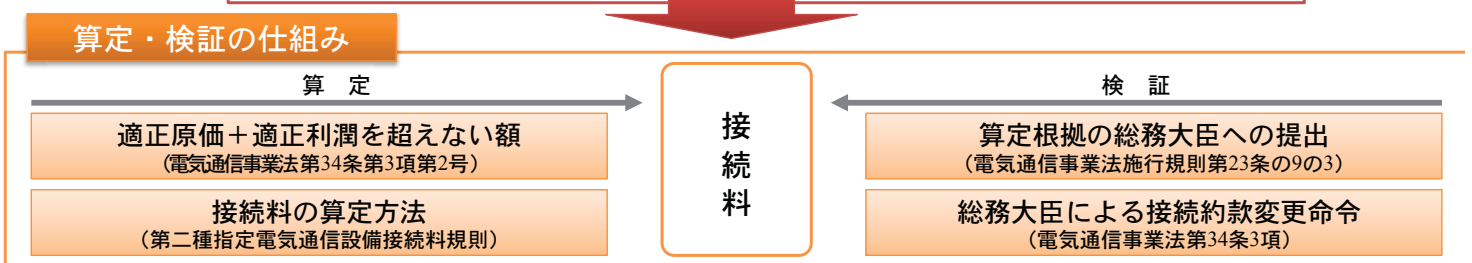 算定・検証の仕組み
算 定
適正原価＋適正利潤を超えない額
（電気通信事業法第34条第3項第2号）
接続料の算定方法
（第二種指定電気通信設備接続料規則）
接続料
検 証
算定根拠の総務大臣への提出
（電気通信事業法施行規則第23条の9の3）
総務大臣による接続約款変更命令
（電気通信事業法第34条3項）